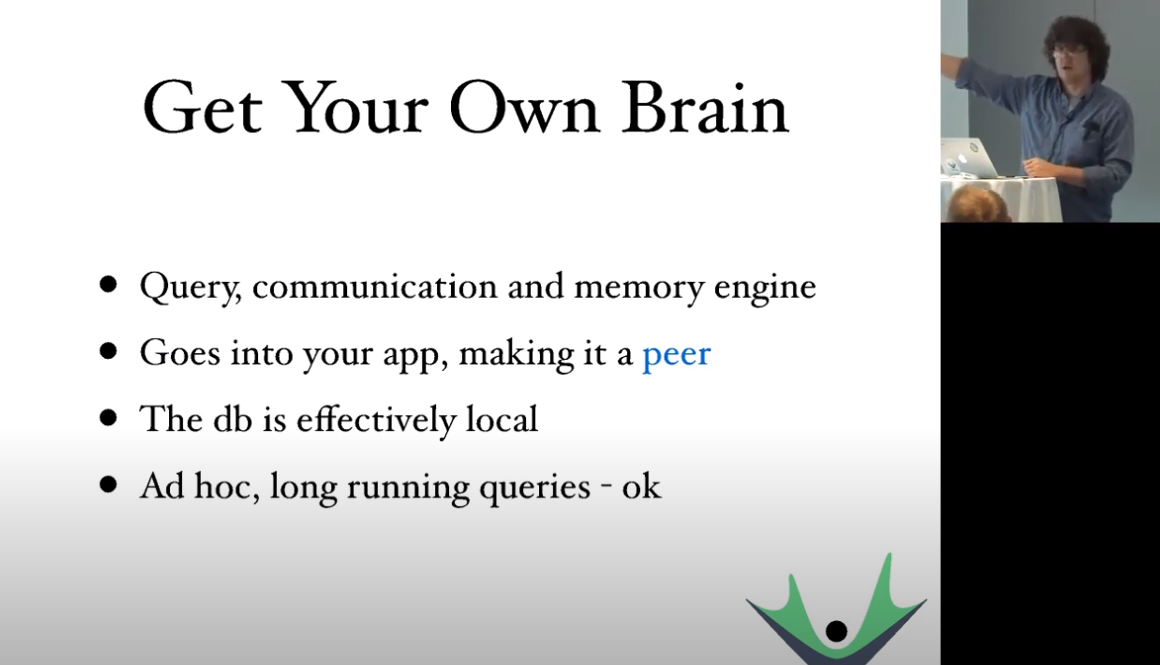 Get Your Own Brain
• Query, communication and memory engine
• Goes into your app, making it a peer
• The db is effectively local
• Ad hoc, long running queries - ok